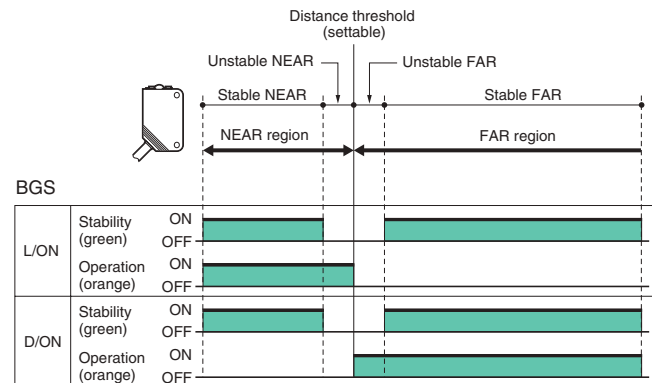 Distance threshold
(settable)
Unstable NEAR
Unstable FAR
Stable NEAR
Stable FAR
NEAR region
FAR region
BGS
L/ON
Stability
(green)
ON
OFF
Operation
(orange)
ON
OFF
D/ON
Stability
(green)
ON
OFF
Operation
(orange)
ON
OFF